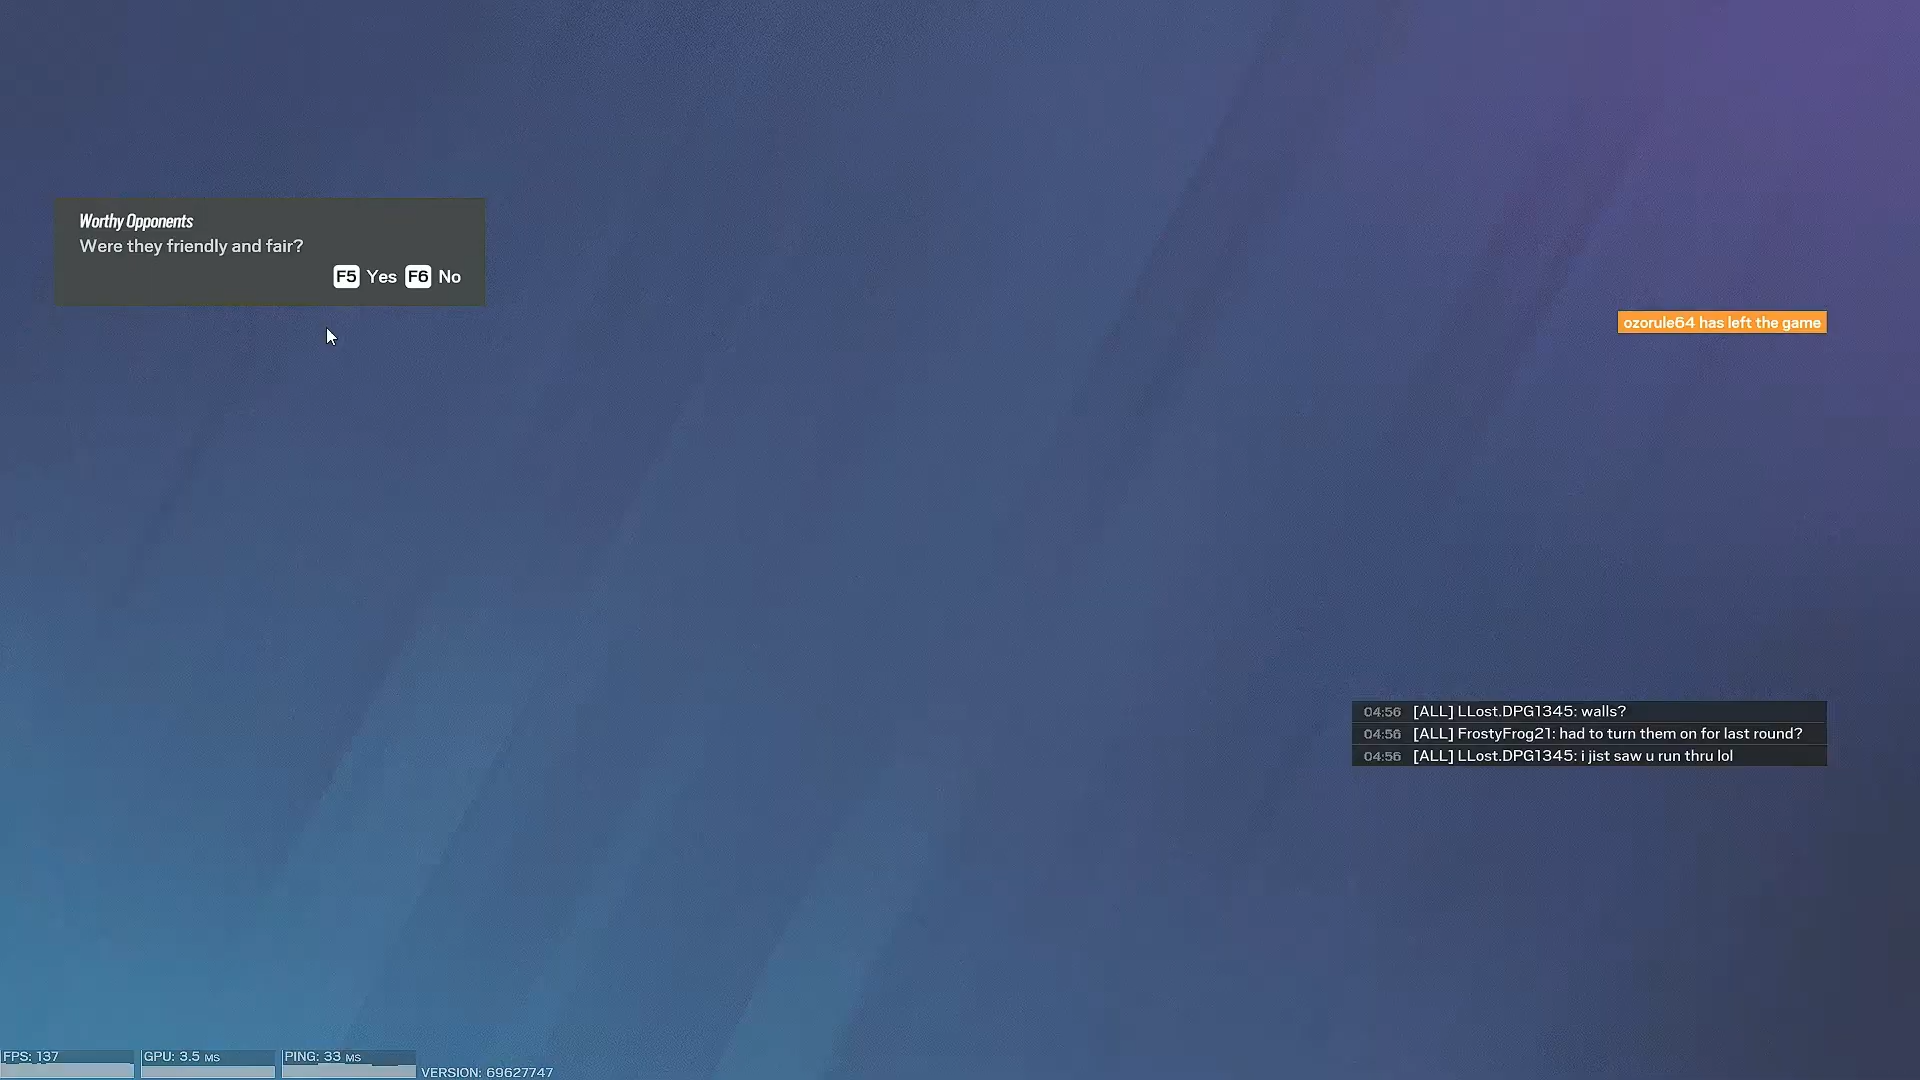 Worthy Opponents
Were they friendly and fair?
F5 Yes F6 No
ozorule64 has left the game
04:56 [ALL] LLost.DPG1345: walls?
04:56 [ALL] FrostyFrog21: had to turn them on for last round?
04:56 [ALL] LLost.DPG1345: i jist saw u run thru lol
FPS: 137 GPU: 3.5 MS PING: 33 MS VERSION: 69627747